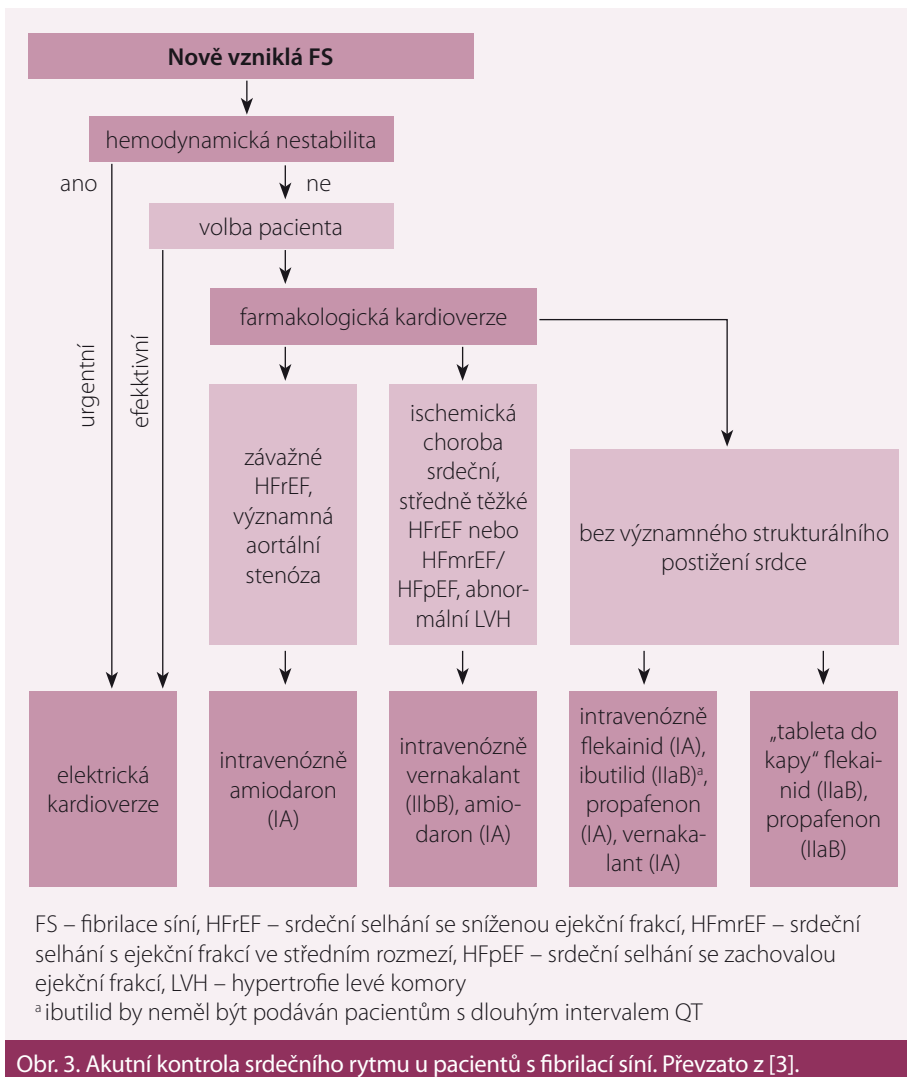 Nově vzniklá FS
hemodynamická nestabilita
ano
ne
volba pacienta
urgentní
efekktivní
farmakologická kardioverze
závažné
HFrEF,
významná
aortální
stenóza
ischemická
choroba
srdeční,
středně těžké
HFrEF nebo
HFmrEF/
HFpEF, abnor-
mální LVH
bez významného strukturálního
postižení srdce
elektrická
kardioverze
intravenózně
amiodaron
(IA)
intravenózně
vernakalant
(IIbB), amio-
daron (IA)
intravenózně
flekainid (IA),
ibutilid (IIaB)ᵃ,
propafenon
(IA), vernaka-
lant (IA)
„tableta do
kapy“ flekai-
nid (IIaB),
propafenon
(IIaB)
FS – fibrilace síní, HFrEF – srdeční selhání se sníženou ejekční frakcí, HFmrEF – srdeční
selhání s ejekční frakcí ve středním rozmezí, HFpEF – srdeční selhání se zachovalou
ejekční frakcí, LVH – hypertrofie levé komory
ᵃ ibutilid by neměl být podáván pacientům s dlouhým intervalem QT
Obr. 3. Akutní kontrola srdečního rytmu u pacientů s fibrilací síní. Převzato z [3].